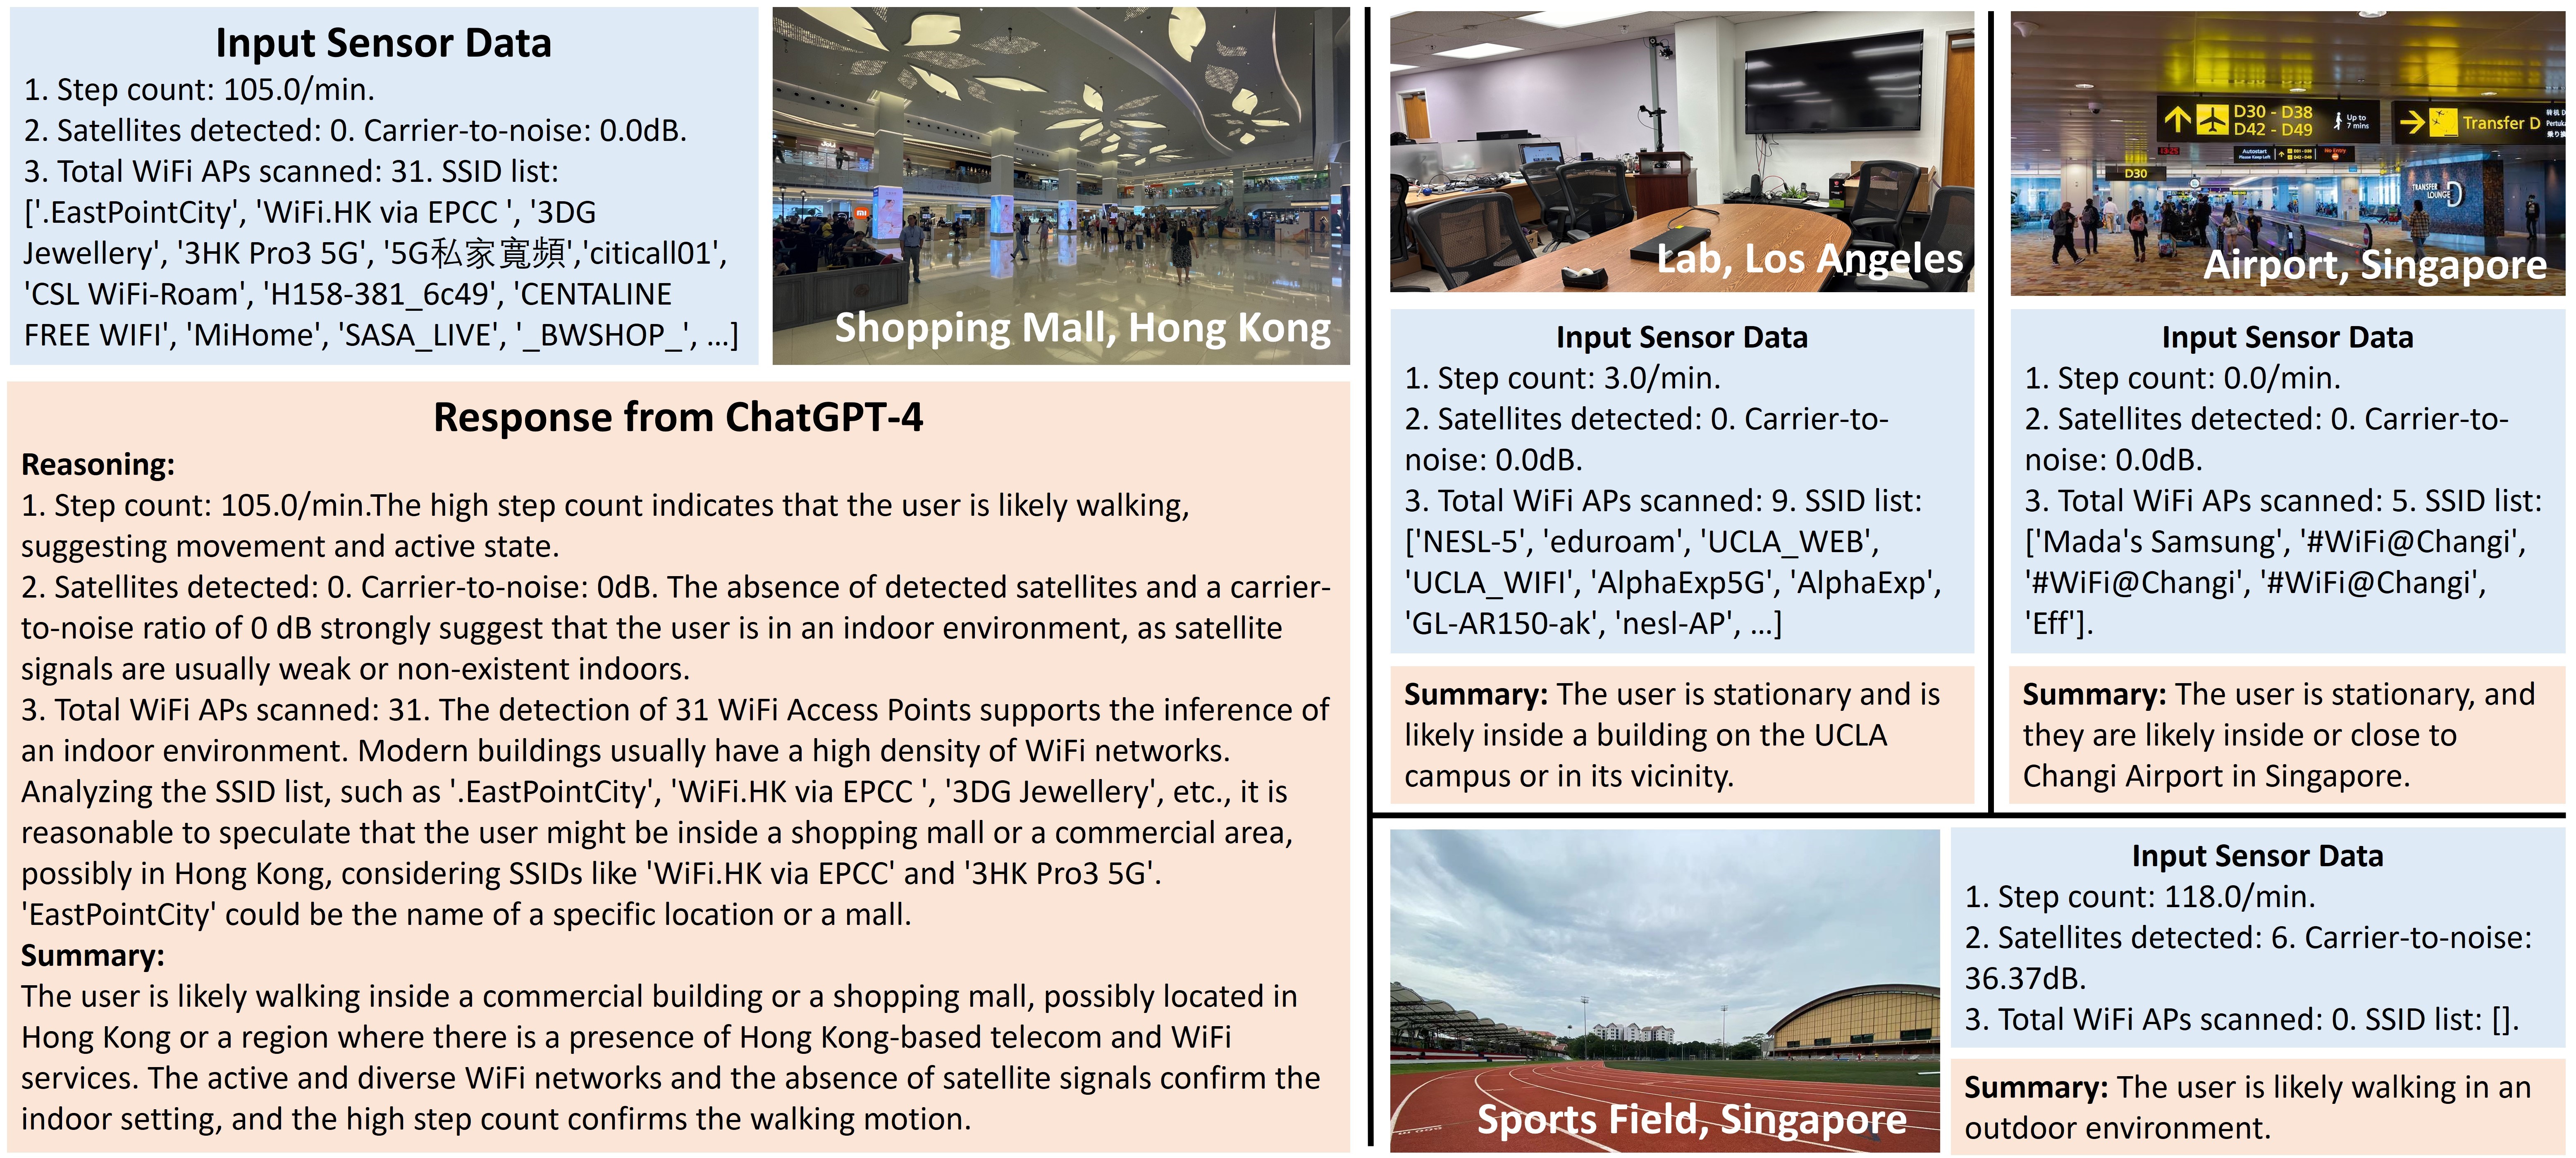 Input Sensor Data
1. Step count: 105.0/min.
2. Satellites detected: 0. Carrier-to-noise: 0.0dB.
3. Total WiFi APs scanned: 31. SSID list:
['.EastPointCity', 'WiFi.HK via EPCC ', '3DG
Jewellery', '3HK Pro3 5G', '5G私家寬頻','citicall01',
'CSL WiFi-Roam', 'H158-381_6c49', 'CENTALINE
FREE WIFI', 'MiHome', 'SASA_LIVE', '_BWSHOP_', ...]
mi
Shopping Mall, Hong Kong
Response from ChatGPT-4
Reasoning:
1. Step count: 105.0/min.The high step count indicates that the user is likely walking,
suggesting movement and active state.
2. Satellites detected: 0. Carrier-to-noise: 0dB. The absence of detected satellites and a carrier-
to-noise ratio of 0 dB strongly suggest that the user is in an indoor environment, as satellite
signals are usually weak or non-existent indoors.
3. Total WiFi APs scanned: 31. The detection of 31 WiFi Access Points supports the inference of
an indoor environment. Modern buildings usually have a high density of WiFi networks.
Analyzing the SSID list, such as '.EastPointCity', 'WiFi.HK via EPCC ', '3DG Jewellery', etc., it is
reasonable to speculate that the user might be inside a shopping mall or a commercial area,
possibly in Hong Kong, considering SSIDs like 'WiFi.HK via EPCC' and '3HK Pro3 5G'.
'EastPointCity' could be the name of a specific location or a mall.
Summary:
The user is likely walking inside a commercial building or a shopping mall, possibly located in
Hong Kong or a region where there is a presence of Hong Kong-based telecom and WiFi
services. The active and diverse WiFi networks and the absence of satellite signals confirm the
indoor setting, and the high step count confirms the walking motion.
Lab, Los Angeles
Input Sensor Data
1. Step count: 3.0/min.
2. Satellites detected: 0. Carrier-to-
noise: 0.0dB.
3. Total WiFi APs scanned: 9. SSID list:
['NESL-5', 'eduroam', 'UCLA_WEB',
'UCLA_WIFI', 'AlphaExp5G', 'AlphaExp',
'GL-AR150-ak', 'nesl-AP', ...]
Summary: The user is stationary and is
likely inside a building on the UCLA
campus or in its vicinity.
D30 - D38
D42 - D49
Up to
7 mins
Transfer D
Autostart
Please Keep Left
No Entry
D30
TRANSFER
LOUNGE D
Airport, Singapore
Input Sensor Data
1. Step count: 0.0/min.
2. Satellites detected: 0. Carrier-to-
noise: 0.0dB.
3. Total WiFi APs scanned: 5. SSID list:
['Mada's Samsung', '#WiFi@Changi',
'#WiFi@Changi', '#WiFi@Changi',
'Eff'].
Summary: The user is stationary, and
they are likely inside or close to
Changi Airport in Singapore.
Sports Field, Singapore
Input Sensor Data
1. Step count: 118.0/min.
2. Satellites detected: 6. Carrier-to-noise:
36.37dB.
3. Total WiFi APs scanned: 0. SSID list: [].
Summary: The user is likely walking in an
outdoor environment.